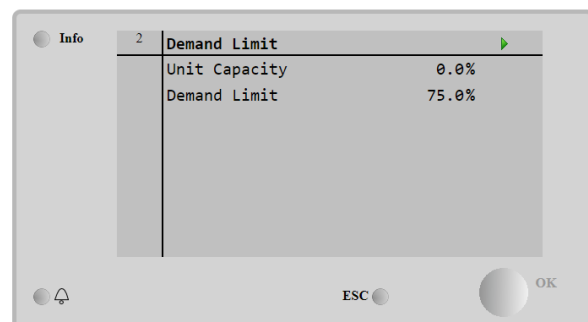 Info
2 Demand Limit
Unit Capacity 0.0%
Demand Limit 75.0%
ESC
OK